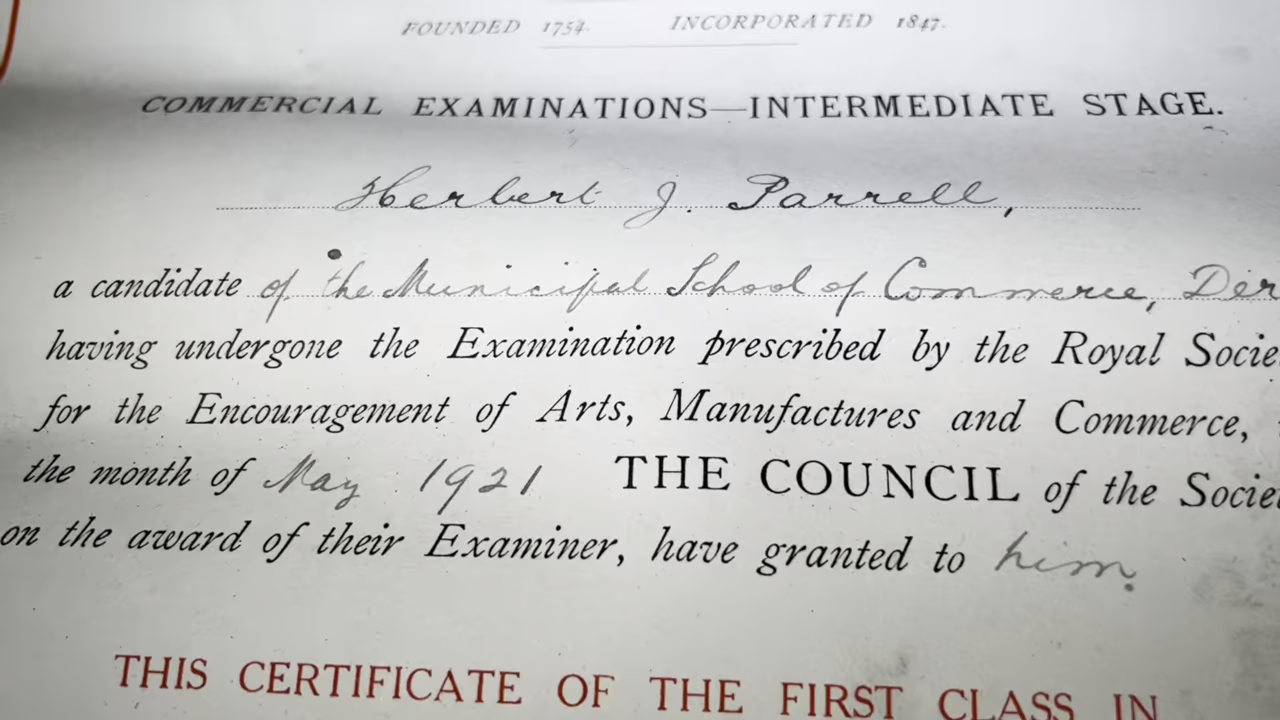 FOUNDED 1754. INCORPORATED 1847.
COMMERCIAL EXAMINATIONS—INTERMEDIATE STAGE.
Herbert J. Parrell,
a candidate of the Municipal School of Commerce, Der
having undergone the Examination prescribed by the Royal Socie
for the Encouragement of Arts, Manufactures and Commerce,
the month of May 1921 THE COUNCIL of the Socie
on the award of their Examiner, have granted to him.
THIS CERTIFICATE OF THE FIRST CLASS IN